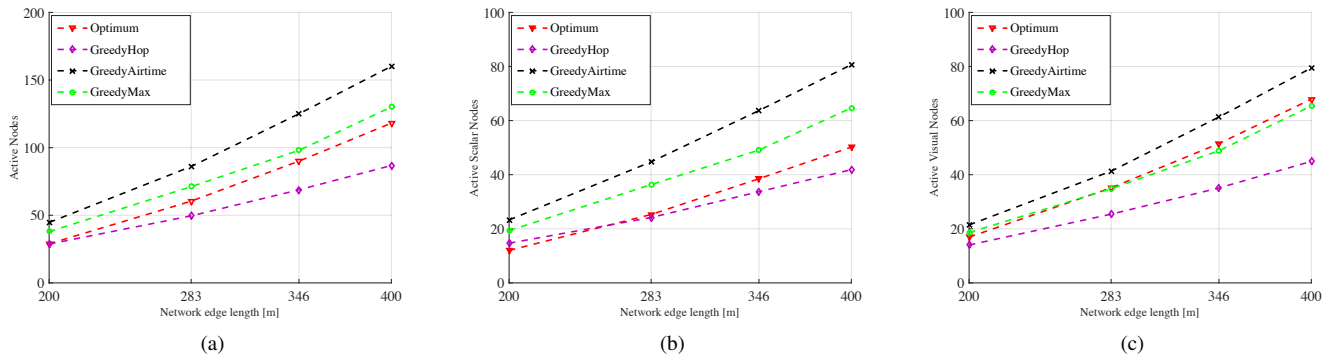 200
150
100
50
0
Active Nodes
Optimum
GreedyHop
GreedyAirtime
GreedyMax
200 283 346 400
Network edge length [m]
(a)
100
80
60
40
20
0
Active Scalar Nodes
Optimum
GreedyHop
GreedyAirtime
GreedyMax
200 283 346 400
Network edge length [m]
(b)
100
80
60
40
20
0
Active Visual Nodes
Optimum
GreedyHop
GreedyAirtime
GreedyMax
200 283 346 400
Network edge length [m]
(c)